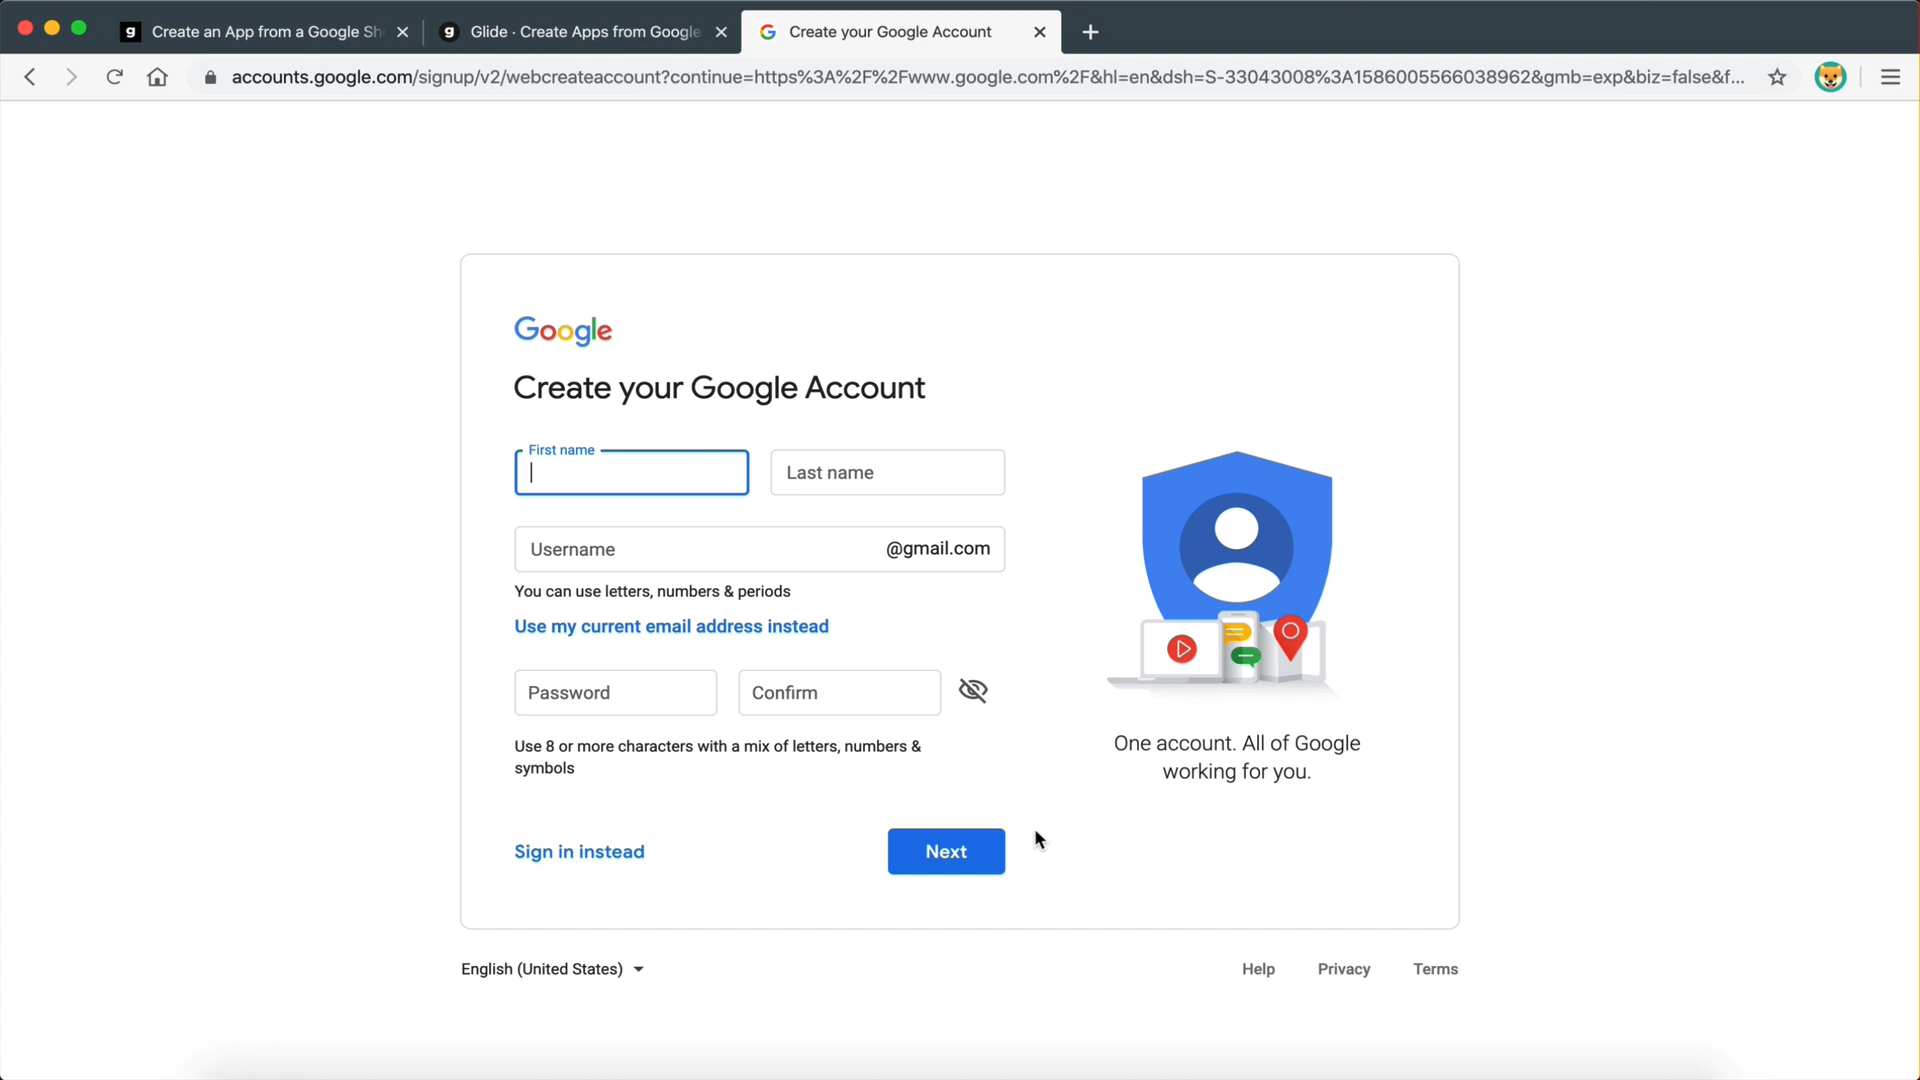 Create an App from a Google Sh
Glide · Create Apps from Google
Create your Google Account
accounts.google.com/signup/v2/webcreateaccount?continue=https%3A%2F%2Fwww.google.com%2F&hl=en&dsh=S-33043008%3A1586005566038962&gmb=exp&biz=false&f...
Google
Create your Google Account
First name
Last name
Username
@gmail.com
You can use letters, numbers & periods
Use my current email address instead
Password
Confirm
Use 8 or more characters with a mix of letters, numbers &
symbols
One account. All of Google
working for you.
Sign in instead
Next
English (United States)
Help
Privacy
Terms